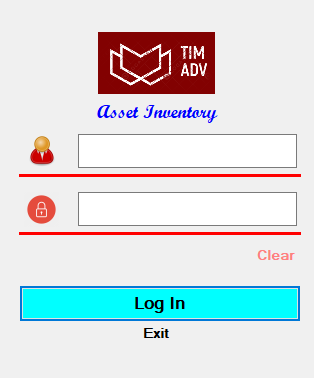 TIM
ADV
Asset Inventory
Clear
Log In
Exit